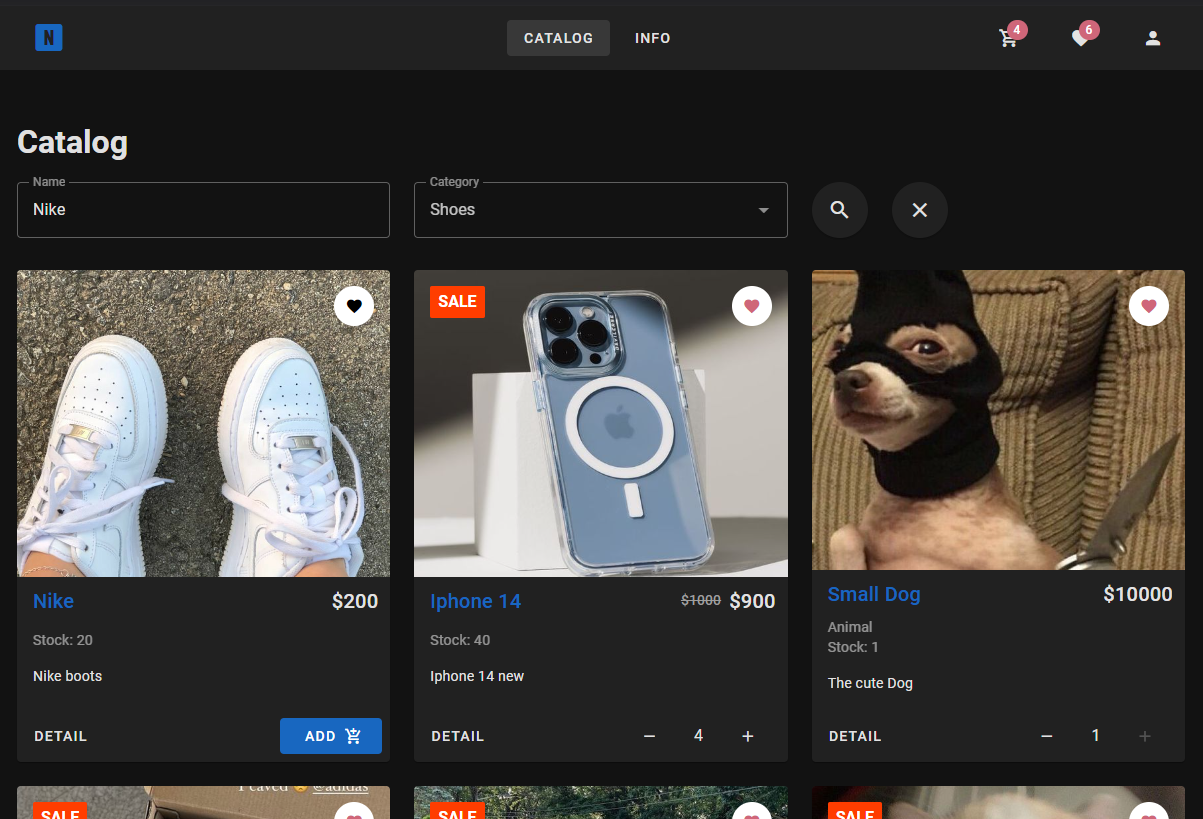 N
CATALOG
INFO
4
6
Catalog
Name
Nike
Category
Shoes
SALE
Nike
$200
Stock: 20
Nike boots
DETAIL
ADD
Iphone 14
$1000 $900
Stock: 40
Iphone 14 new
DETAIL
− 4 +
Small Dog
$10000
Animal
Stock: 1
The cute Dog
DETAIL
− 1 +
SALE
I caved 😔 @adidas
SALE
SALE